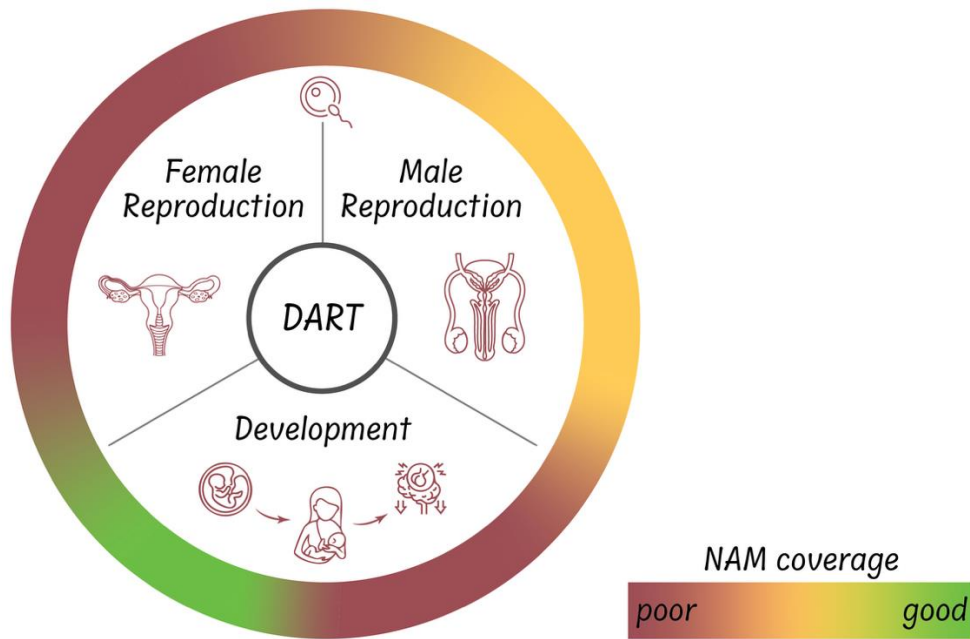 Female
Reproduction
Male
Reproduction
DART
Development
NAM coverage
poor good